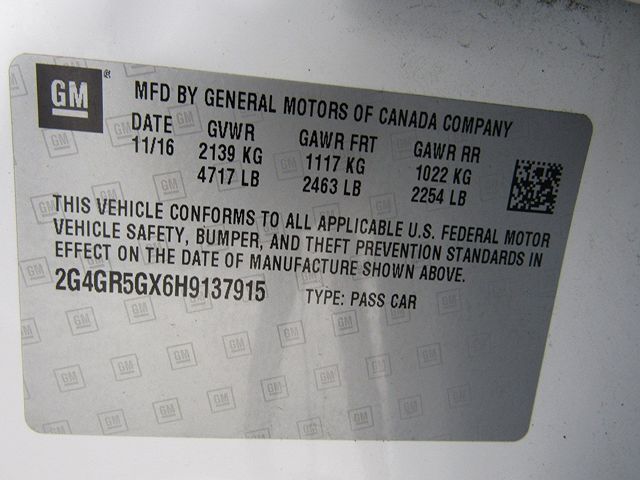 GM
MFD BY GENERAL MOTORS OF CANADA COMPANY
DATE GVWR GAWR FRT GAWR RR
11/16 2139 KG 1117 KG 1022 KG
4717 LB 2463 LB 2254 LB
THIS VEHICLE CONFORMS TO ALL APPLICABLE U.S. FEDERAL MOTOR
VEHICLE SAFETY, BUMPER, AND THEFT PREVENTION STANDARDS IN
EFFECT ON THE DATE OF MANUFACTURE SHOWN ABOVE.
2G4GR5GX6H9137915 TYPE: PASS CAR